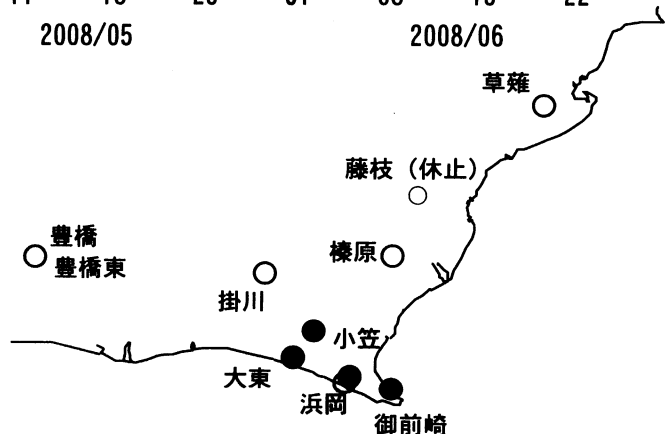 2008/05
2008/06
草薙
藤枝（休止）
豊橋
豊橋東
榛原
掛川
小笠
大東
浜岡
御前崎